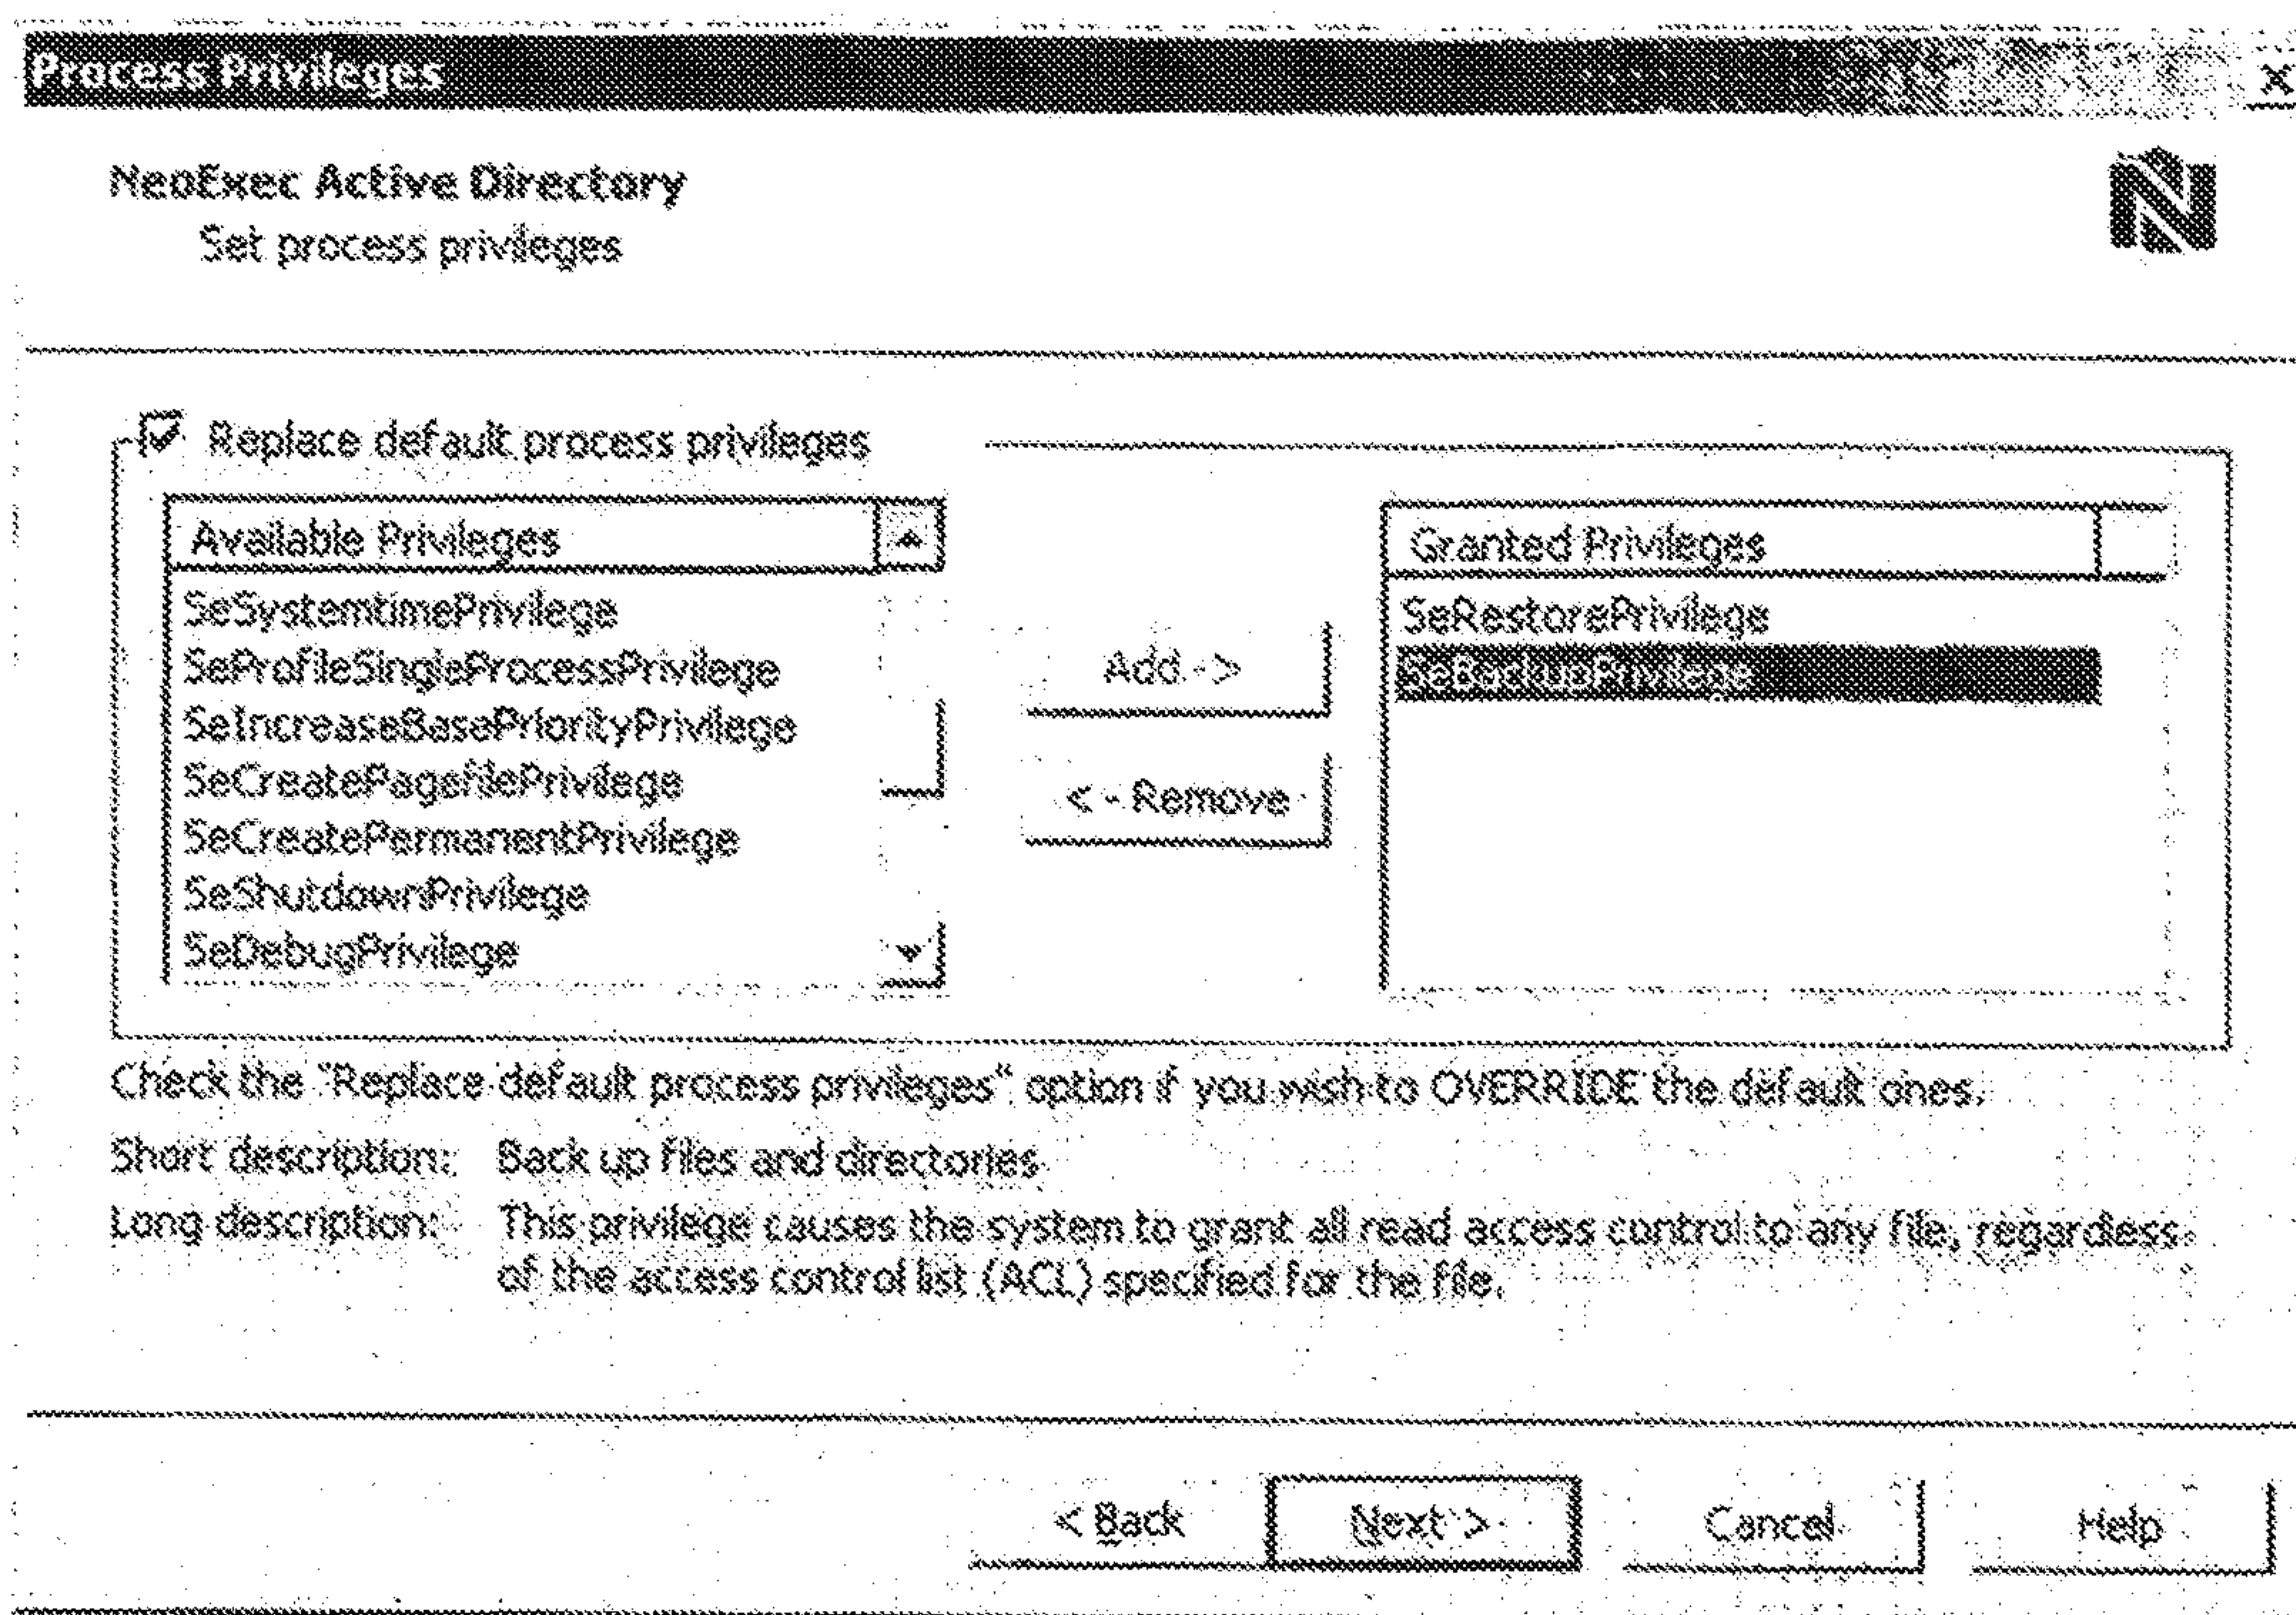 Process Privileges
NeoExec Active Directory
Set process privileges
Replace default process privileges
Available Privileges
SeSystemtimePrivilege
SeProfileSingleProcessPrivilege
SeIncreaseBasePriorityPrivilege
SeCreatePagefilePrivilege
SeCreatePermanentPrivilege
SeShutdownPrivilege
SeDebugPrivilege
Add ->
<- Remove
Granted Privileges
SeRestorePrivilege
SeBackupPrivilege
Check the "Replace default process privileges" option if you wish to OVERRIDE the default ones.
Short description: Back up files and directories
Long description: This privilege causes the system to grant all read access control to any file, regardless
of the access control list (ACL) specified for the file.
< Back
Next >
Cancel
Help